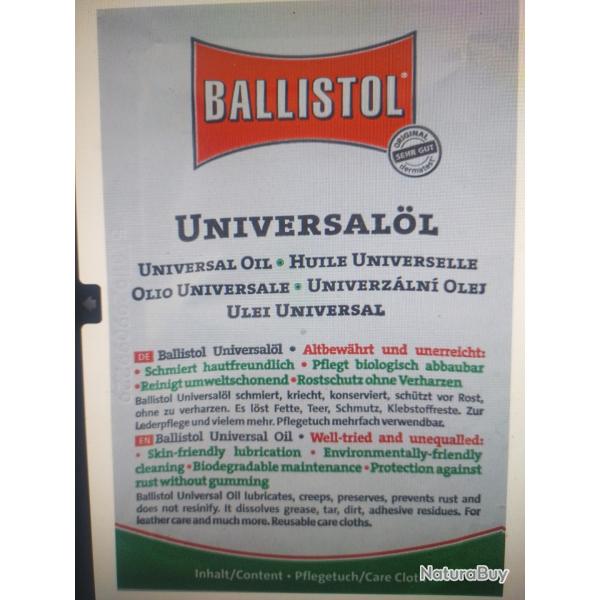 BALLISTOL®
ORIGINAL
SEHR GUT
dermatest®
UNIVERSALÖL
UNIVERSAL OIL • HUILE UNIVERSELLE
OLIO UNIVERSALE • UNIVERZÁLNÍ OLEJ
ULEI UNIVERSAL
DE Ballistol Universalöl • Altbewährt und unerreicht:
• Schmiert hautfreundlich • Pflegt biologisch abbaubar
•Reinigt umweltschonend •Rostschutz ohne Verharzen
Ballistol Universalöl schmiert, kriecht, konserviert, schützt vor Rost,
ohne zu verharzen. Es löst Fette, Teer, Schmutz, Klebstoffreste. Zur
Lederpflege und vielem mehr. Pflegetuch mehrfach verwendbar.
EN Ballistol Universal Oil • Well-tried and unequalled:
• Skin-friendly lubrication • Environmentally-friendly
cleaning •Biodegradable maintenance •Protection against
rust without gumming
Ballistol Universal Oil lubricates, creeps, preserves, prevents rust and
does not resinify. It dissolves grease, tar, dirt, adhesive residues. For
leather care and much more. Reusable care cloths.
Inhalt/Content • Pflegetuch/Care Clot
NaturaBuy